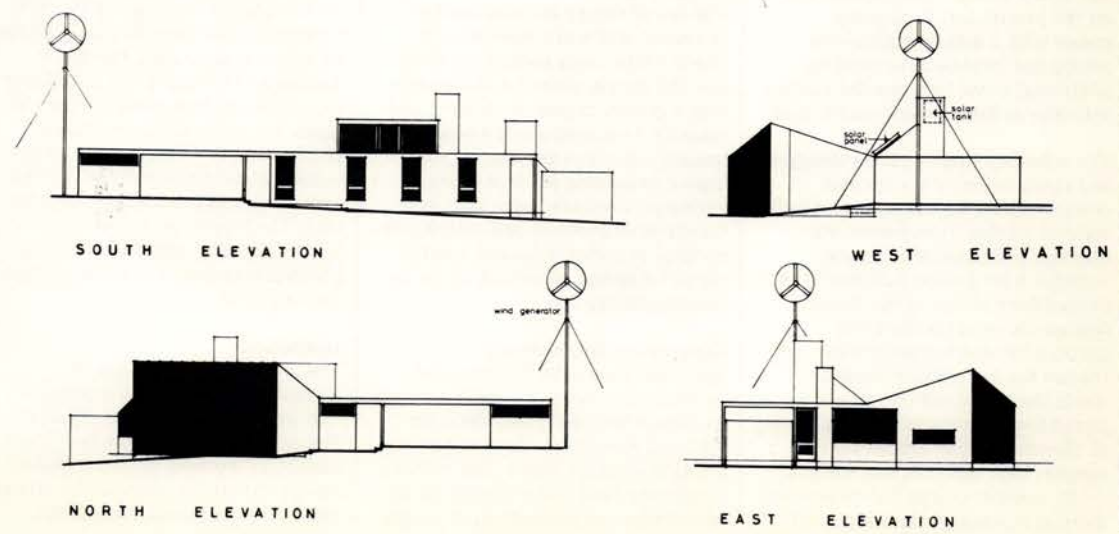 solar
tank
solar
panel
SOUTH ELEVATION
WEST ELEVATION
wind generator
NORTH ELEVATION
EAST ELEVATION